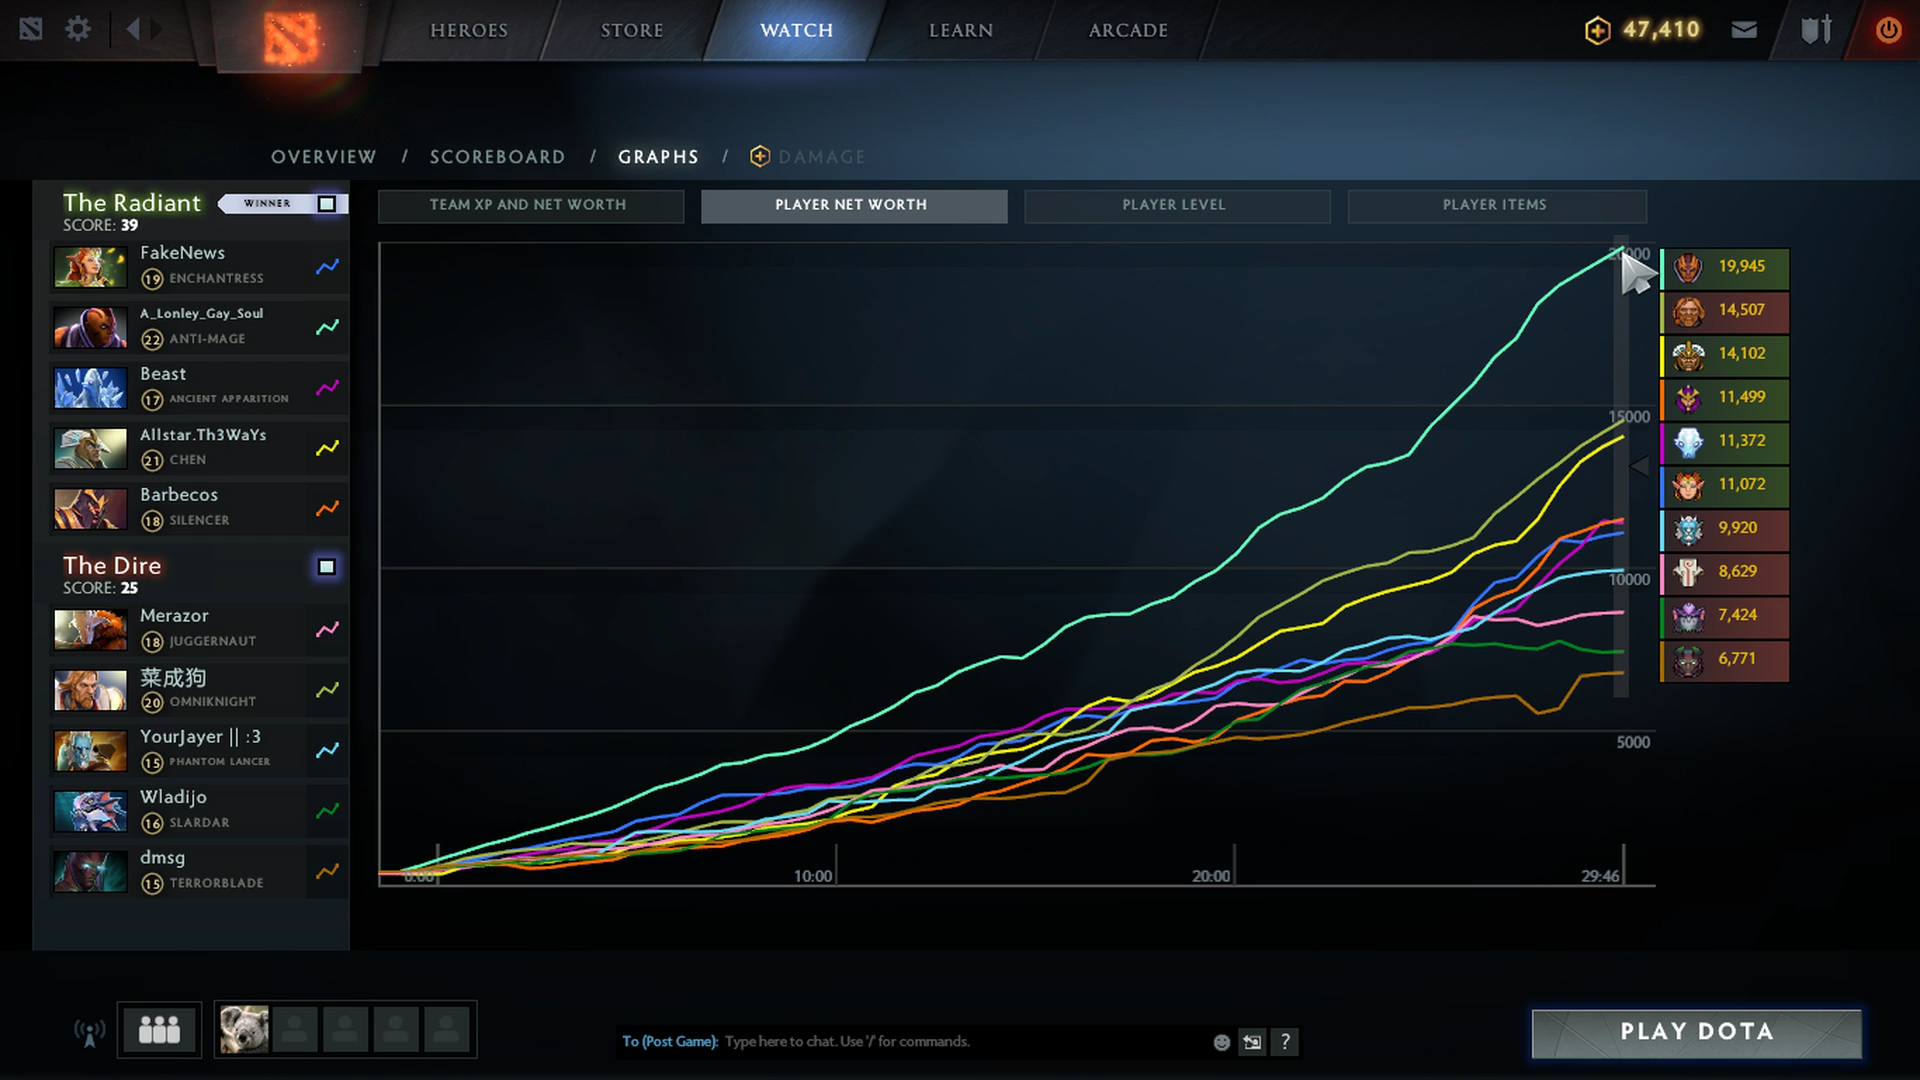 HEROES
STORE
WATCH
LEARN
ARCADE
47,410
OVERVIEW / SCOREBOARD / GRAPHS / DAMAGE
The Radiant
WINNER
SCORE: 39
FakeNews
19 ENCHANTRESS
A_Lonley_Gay_Soul
22 ANTI-MAGE
Beast
17 ANCIENT APPARITION
Allstar.Th3WaYs
21 CHEN
Barbecos
18 SILENCER
The Dire
SCORE: 25
Merazor
18 JUGGERNAUT
菜成狗
20 OMNIKNIGHT
YourJayer || :3
15 PHANTOM LANCER
Wladijo
16 SLARDAR
dmsg
15 TERRORBLADE
TEAM XP AND NET WORTH
PLAYER NET WORTH
PLAYER LEVEL
PLAYER ITEMS
20000
15000
10000
5000
0:00
10:00
20:00
29:46
19,945
14,507
14,102
11,499
11,372
11,072
9,920
8,629
7,424
6,771
To (Post Game): Type here to chat. Use '/' for commands.
?
PLAY DOTA